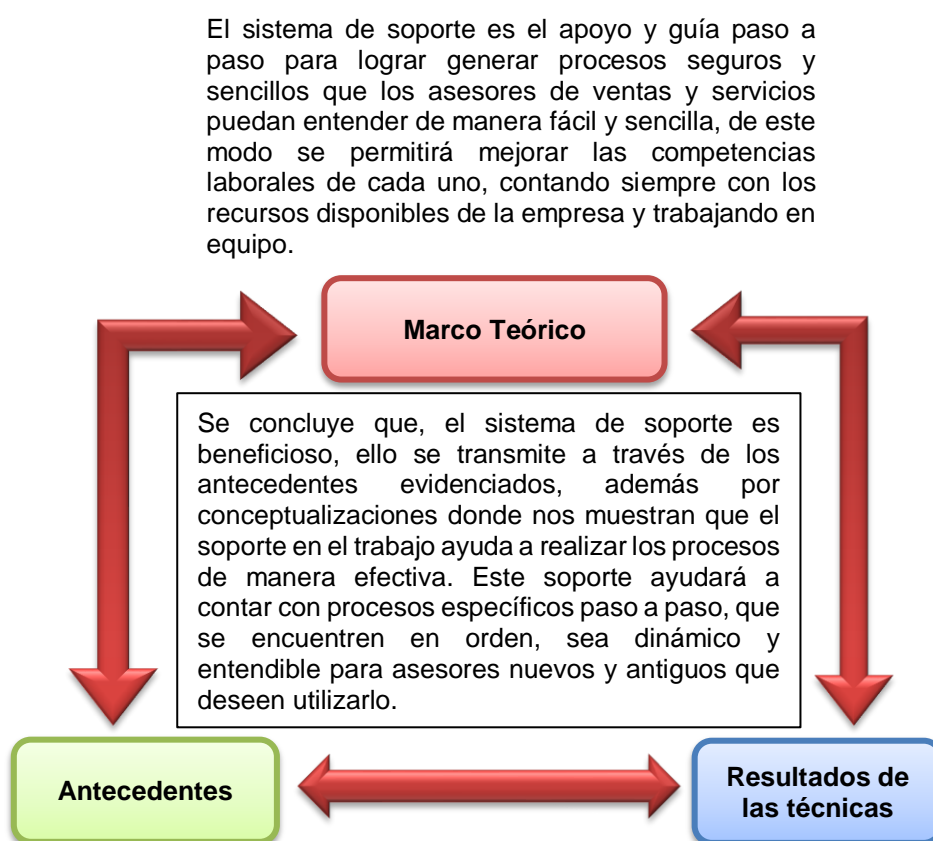 El sistema de soporte es el apoyo y guía paso a
paso para lograr generar procesos seguros y
sencillos que los asesores de ventas y servicios
puedan entender de manera fácil y sencilla, de este
modo se permitirá mejorar las competencias
laborales de cada uno, contando siempre con los
recursos disponibles de la empresa y trabajando en
equipo.
Marco Teórico
Se concluye que, el sistema de soporte es
beneficioso, ello se transmite a través de los
antecedentes evidenciados, además por
conceptualizaciones donde nos muestran que el
soporte en el trabajo ayuda a realizar los procesos
de manera efectiva. Este soporte ayudará a
contar con procesos específicos paso a paso, que
se encuentren en orden, sea dinámico y
entendible para asesores nuevos y antiguos que
deseen utilizarlo.
Antecedentes
Resultados de
las técnicas